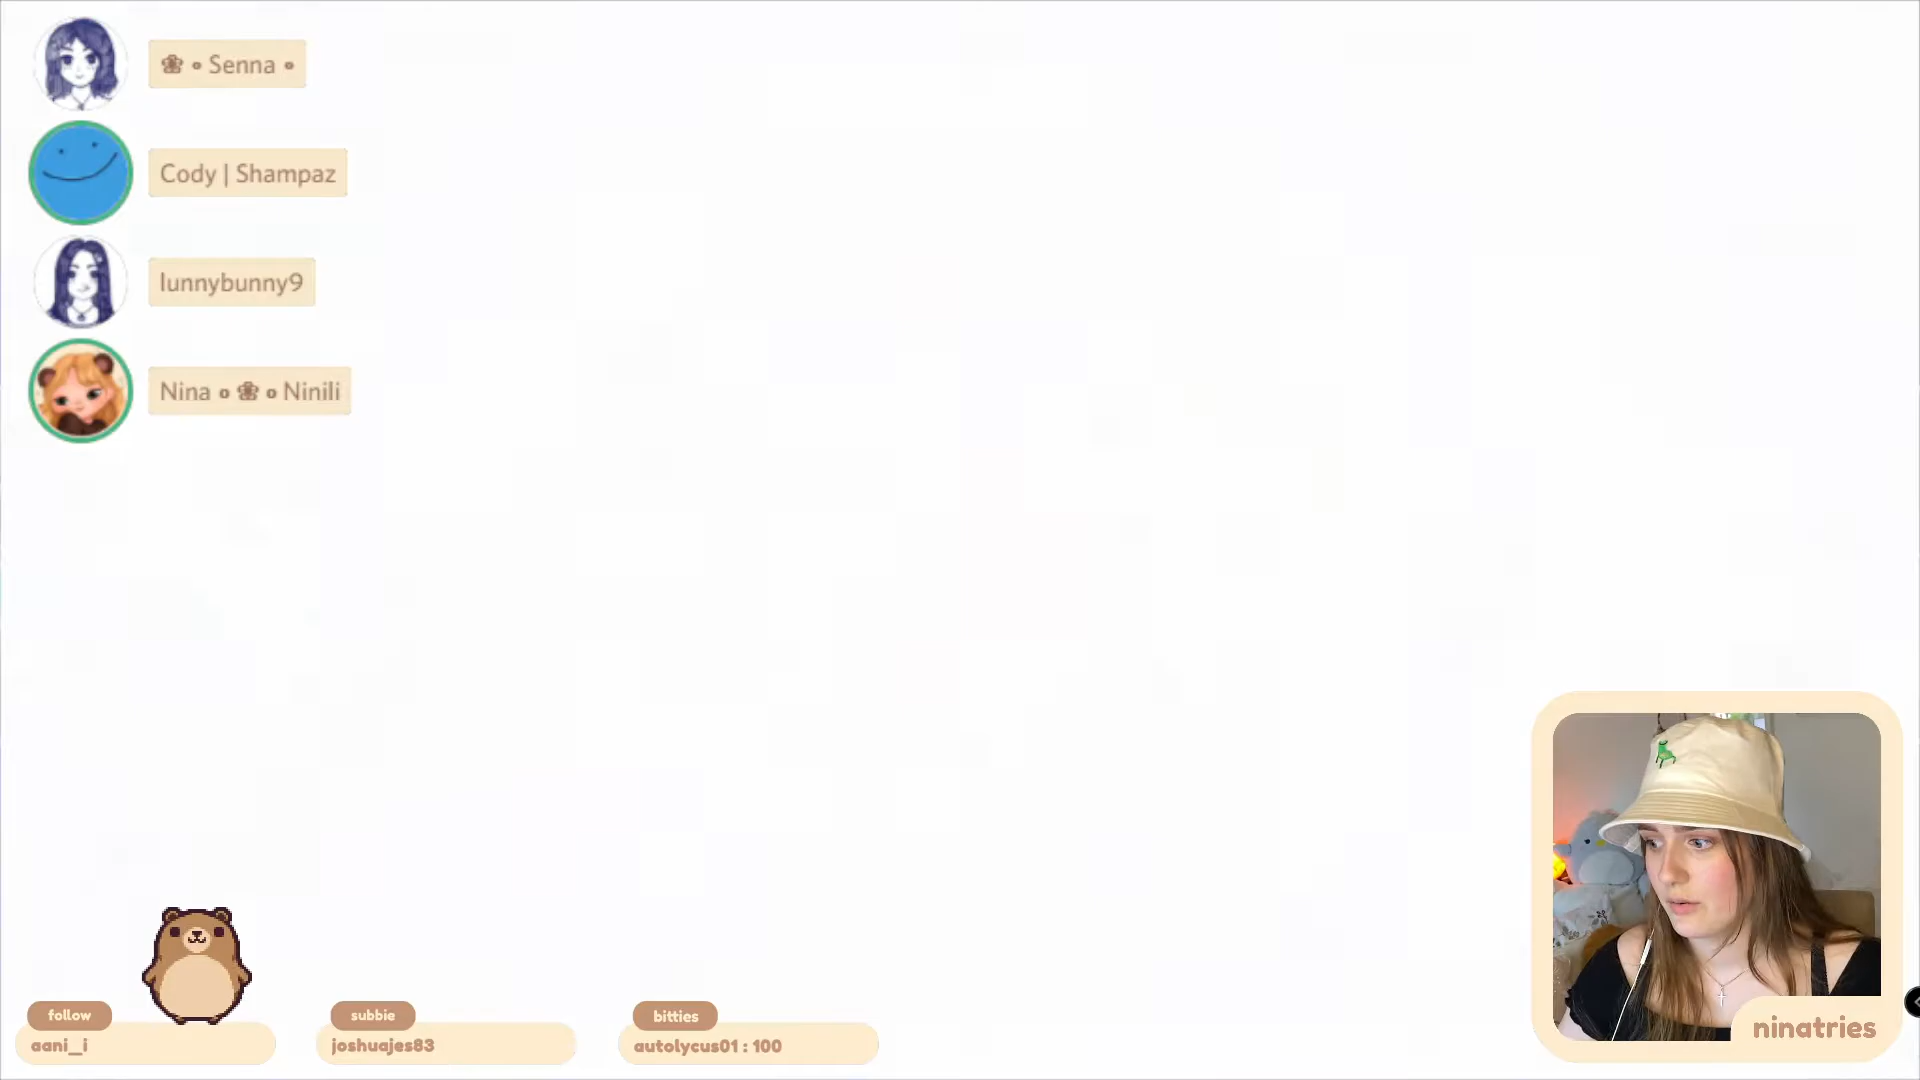 ❀ • Senna •
Cody | Shampaz
lunnybunny9
Nina o ❀ o Ninili
follow
aani_i
subbie
joshuajes83
bitties
autolycus01 : 100
ninatries